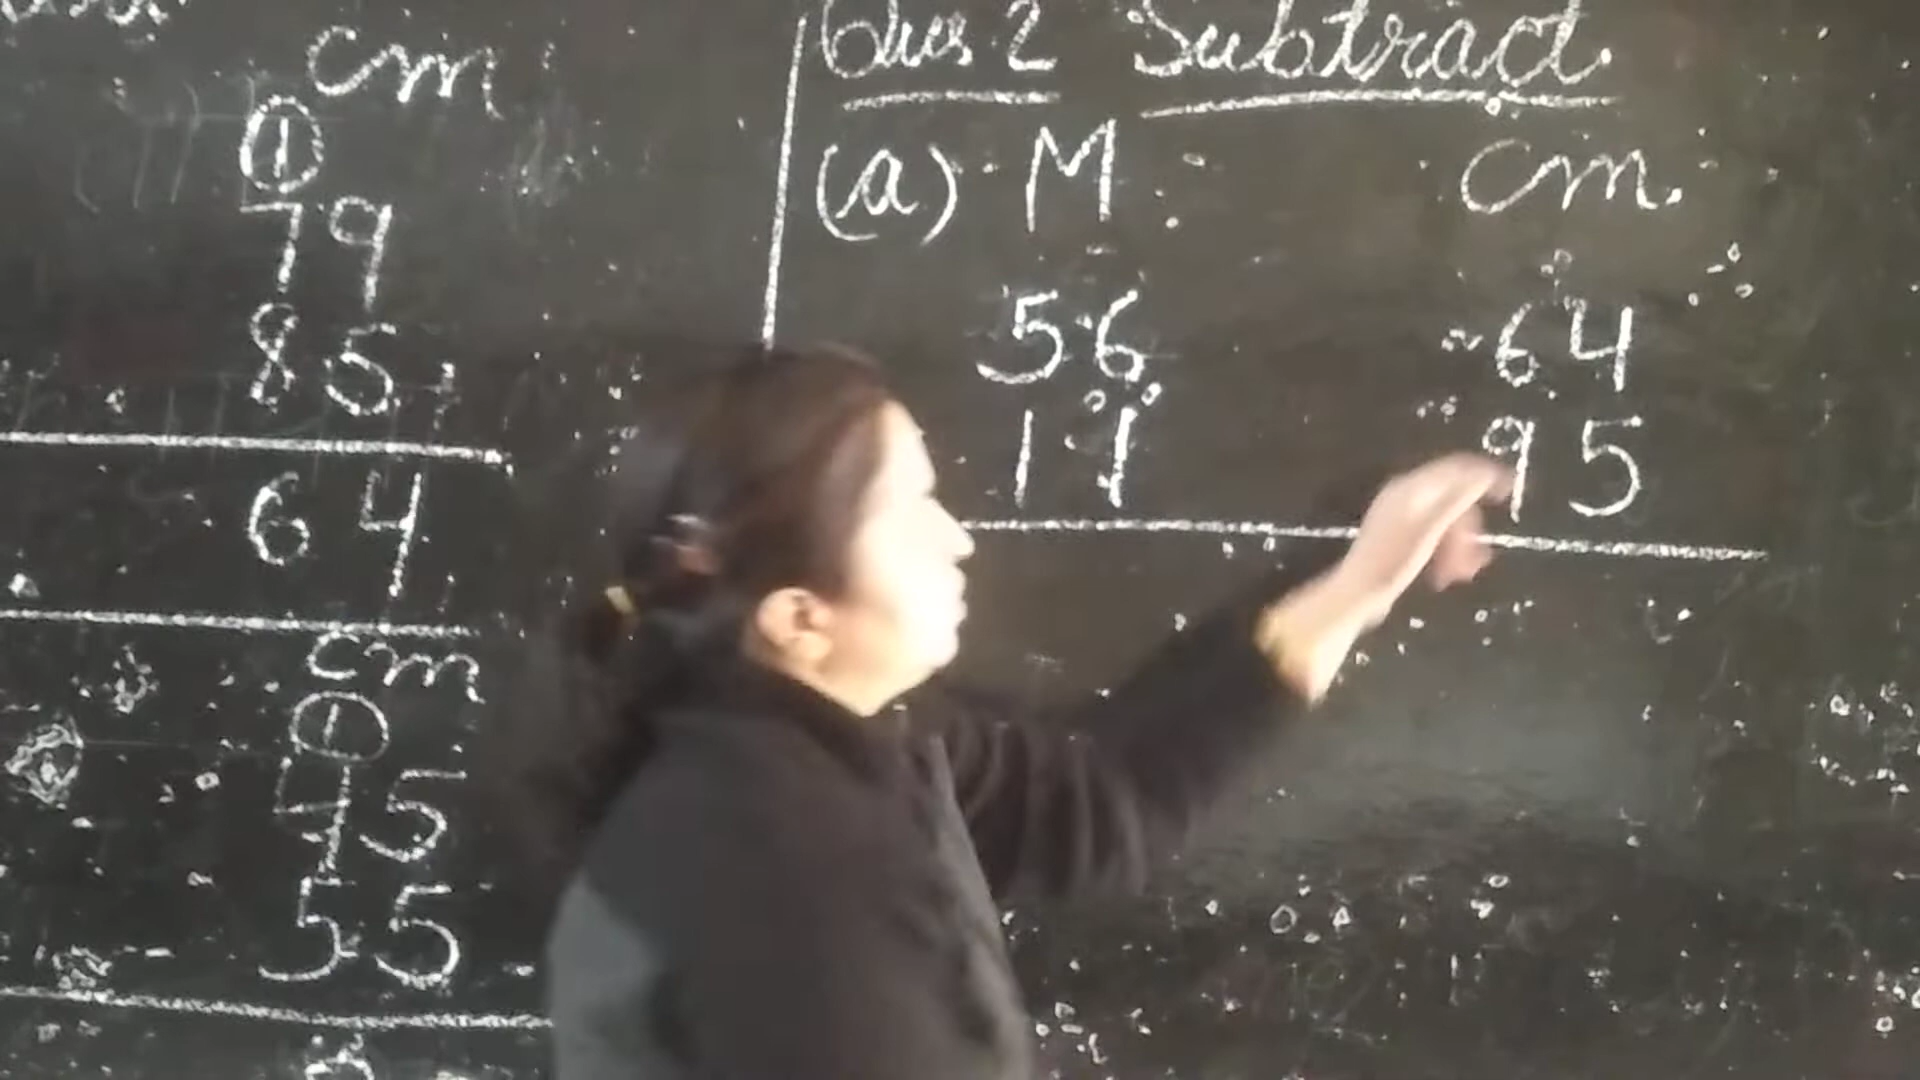 cm
1
79
85
64
cm
1
45
55
Ques 2 Subtract
(a) M cm
56 64
11 95